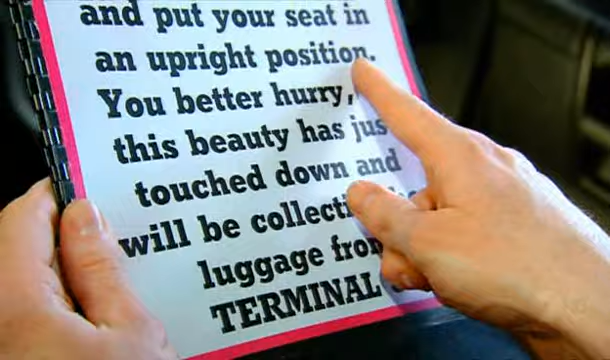 and put your seat in
an upright position.
You better hurry,
this beauty has
touched down and
will be
luggage
TERMINAL